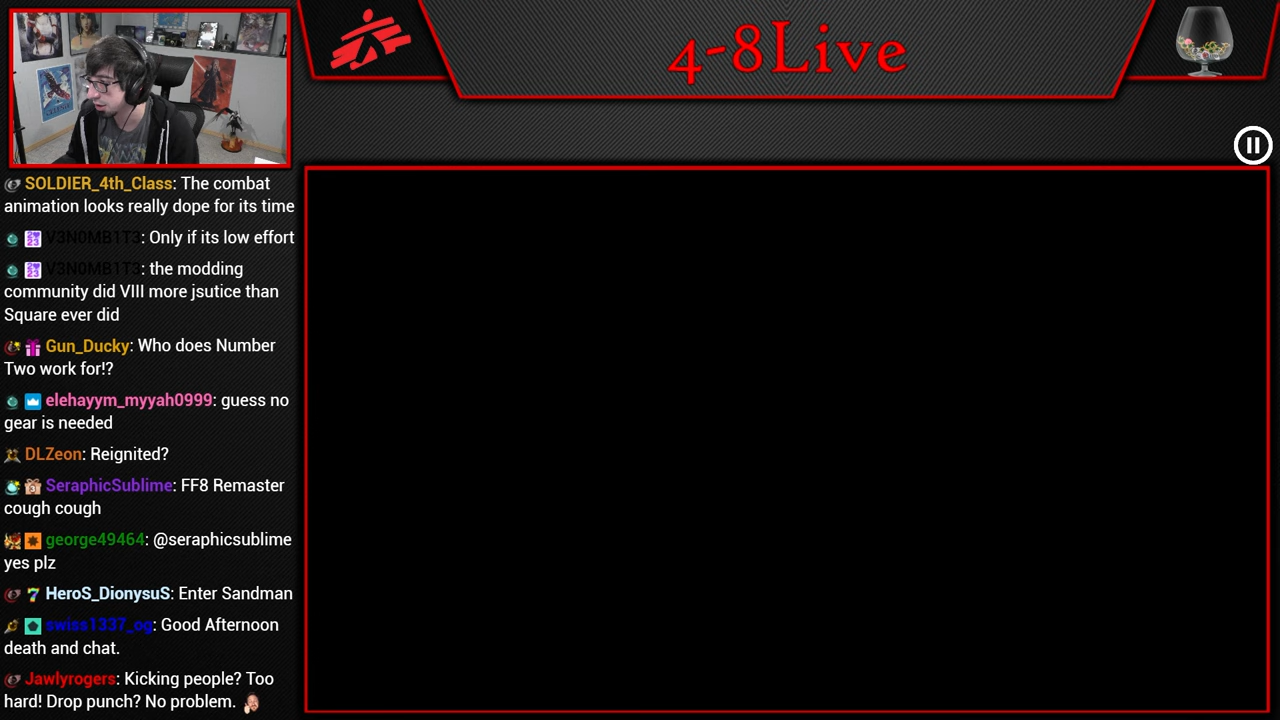 4-8Live
SOLDIER_4th_Class: The combat
animation looks really dope for its time
V3N0MB1T3: Only if its low effort
V3N0MB1T3: the modding
community did VIII more jsutice than
Square ever did
Gun_Ducky: Who does Number
Two work for!?
elehayym_myyah0999: guess no
gear is needed
DLZeon: Reignited?
SeraphicSublime: FF8 Remaster
cough cough
george49464: @seraphicsublime
yes plz
HeroS_DionysuS: Enter Sandman
swiss1337_og: Good Afternoon
death and chat.
Jawlyrogers: Kicking people? Too
hard! Drop punch? No problem.